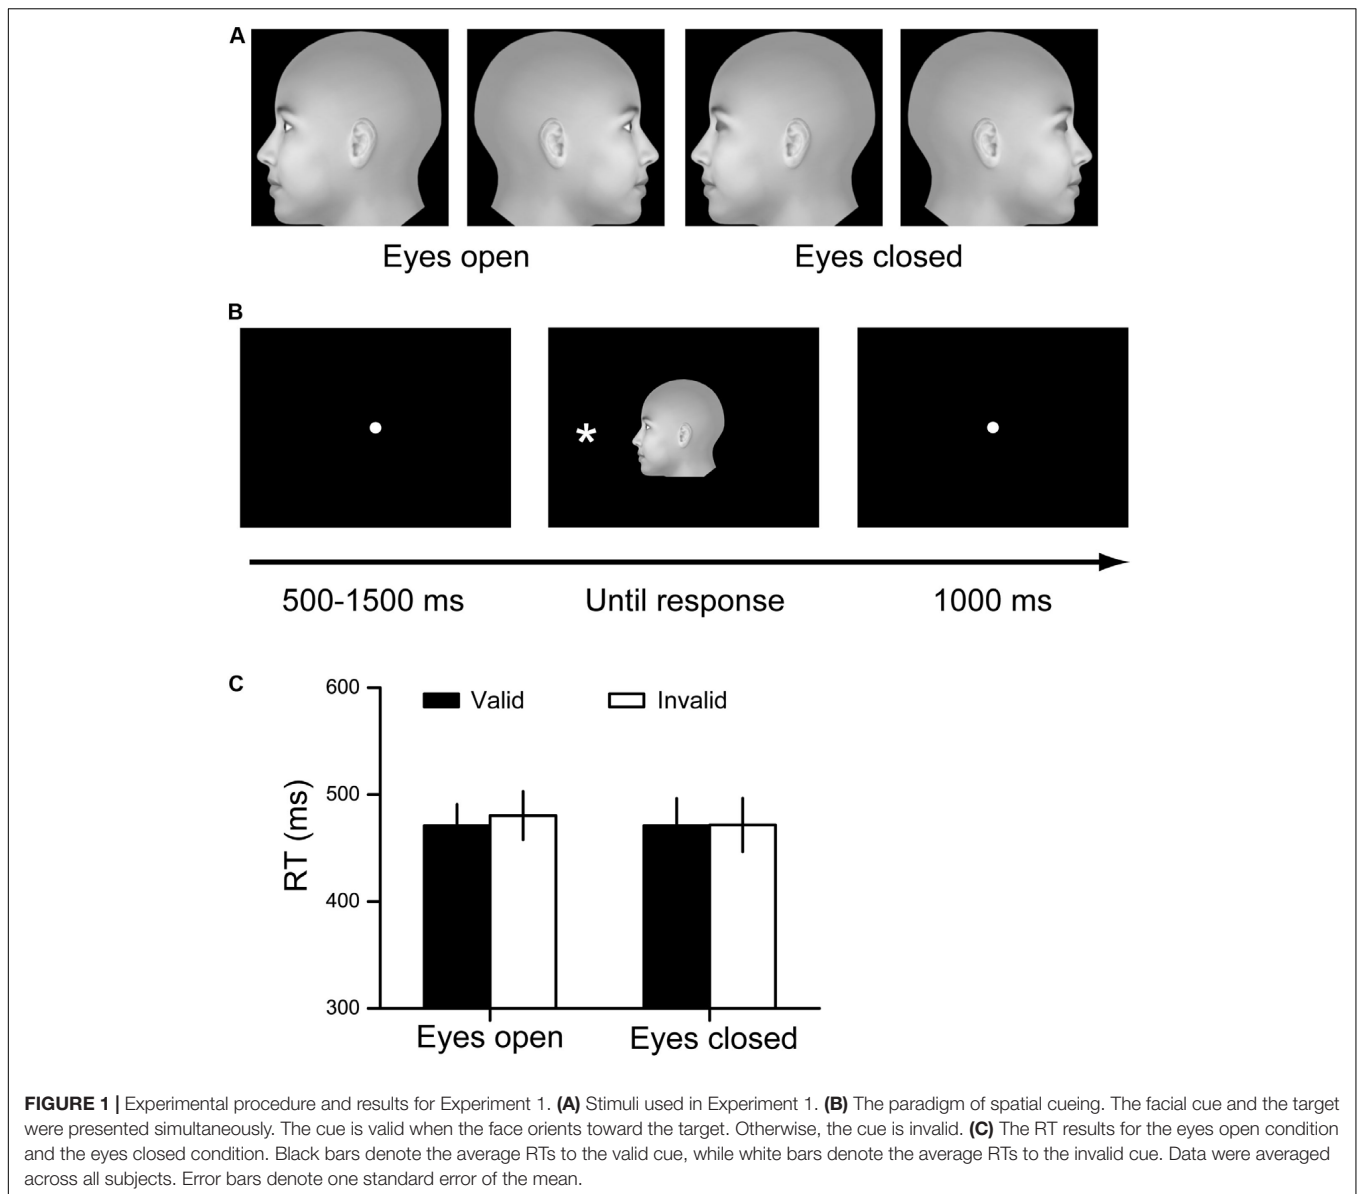 A
Eyes open Eyes closed
B
*
500-1500 ms Until response 1000 ms
C
600
Valid Invalid
500
RT (ms)
400
300
Eyes open Eyes closed
FIGURE 1 | Experimental procedure and results for Experiment 1. (A) Stimuli used in Experiment 1. (B) The paradigm of spatial cueing. The facial cue and the target
were presented simultaneously. The cue is valid when the face orients toward the target. Otherwise, the cue is invalid. (C) The RT results for the eyes open condition
and the eyes closed condition. Black bars denote the average RTs to the valid cue, while white bars denote the average RTs to the invalid cue. Data were averaged
across all subjects. Error bars denote one standard error of the mean.